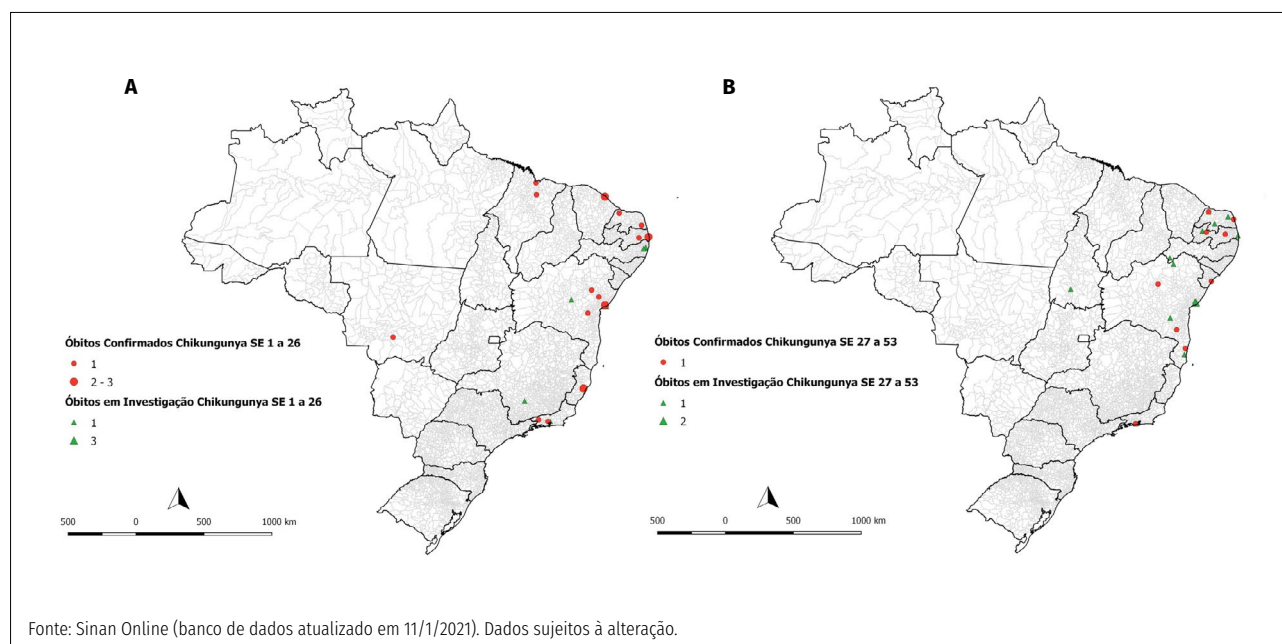 A
Óbitos Confirmados Chikungunya SE 1 a 26
1
2 - 3
Óbitos em Investigação Chikungunya SE 1 a 26
1
3
500 0 500 1000 km
B
Óbitos Confirmados Chikungunya SE 27 a 53
1
Óbitos em Investigação Chikungunya SE 27 a 53
1
2
500 0 500 1000 km
Fonte: Sinan Online (banco de dados atualizado em 11/1/2021). Dados sujeitos à alteração.